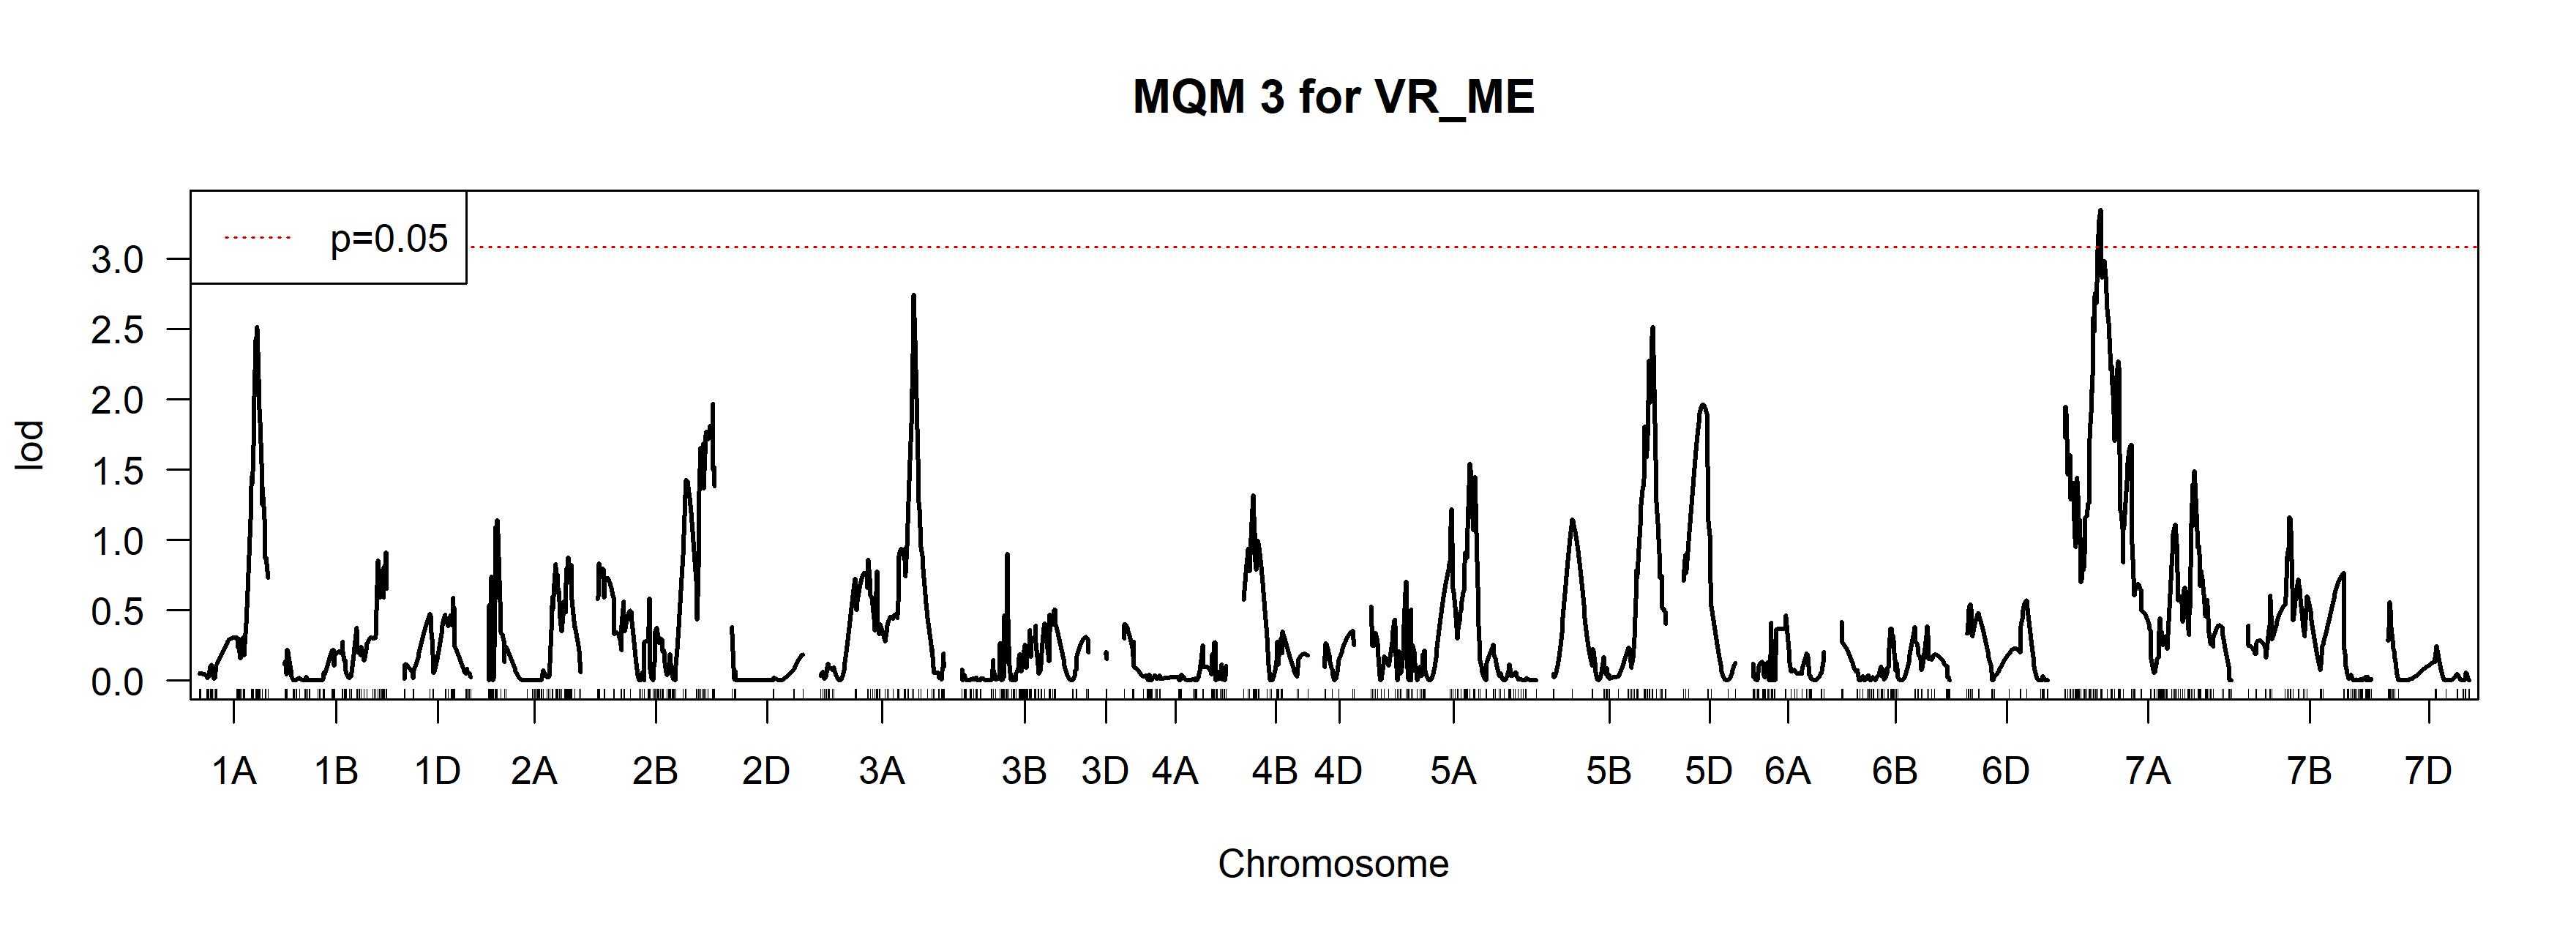 MQM 3 for VR_ME
p=0.05
3.0
2.5
2.0
1.5
1.0
0.5
0.0
lod
1A 1B 1D 2A 2B 2D 3A 3B 3D 4A 4B 4D 5A 5B 5D 6A 6B 6D 7A 7B 7D
Chromosome